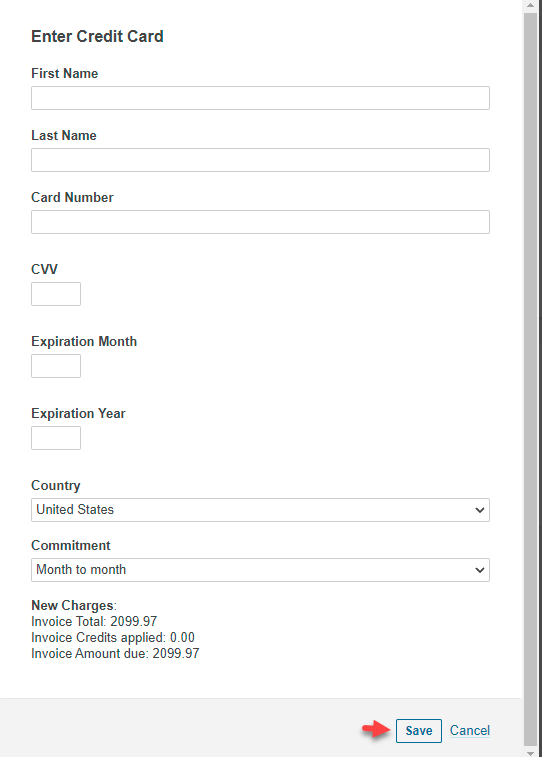 Enter Credit Card
First Name
Last Name
Card Number
CVV
Expiration Month
Expiration Year
Country
United States
Commitment
Month to month
New Charges:
Invoice Total: 2099.97
Invoice Credits applied: 0.00
Invoice Amount due: 2099.97
Save Cancel